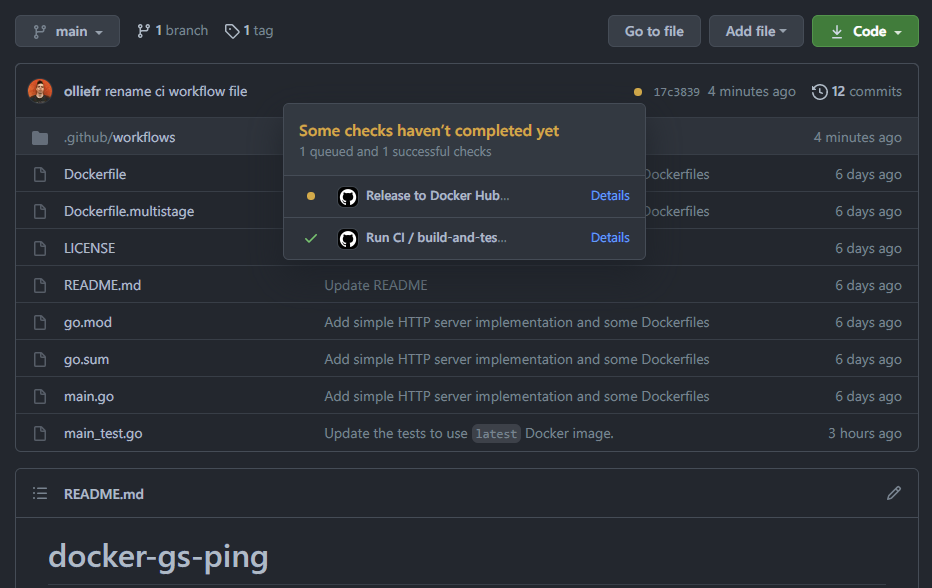 main 1 branch 1 tag Go to file Add file Code
olliefr rename ci workflow file 17c3839 4 minutes ago 12 commits
Some checks haven't completed yet
1 queued and 1 successful checks
Release to Docker Hub... Details
Run CI / build-and-tes... Details
.github/workflows 4 minutes ago
Dockerfile Dockerfiles 6 days ago
Dockerfile.multistage Dockerfiles 6 days ago
LICENSE 6 days ago
README.md Update README 6 days ago
go.mod Add simple HTTP server implementation and some Dockerfiles 6 days ago
go.sum Add simple HTTP server implementation and some Dockerfiles 6 days ago
main.go Add simple HTTP server implementation and some Dockerfiles 6 days ago
main_test.go Update the tests to use latest Docker image. 3 hours ago
README.md
docker-gs-ping